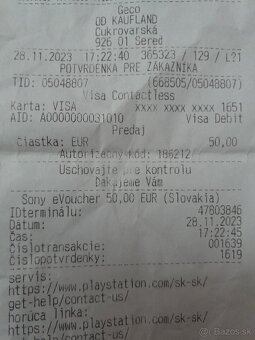 Geco
OD KAUFLAND
Cukrovarská
926 01 Sereď
28.11.2023 17:22:40 365323 / 129 / L21
POTVRDENKA PRE ZÁKAZNÍKA
TID: 05048807 (668505/05048807)
Visa Contactless
Karta: VISA xxxx xxxx xxxx 1651
AID: A0000000031010 Visa Debit
Predaj
Čiastka: EUR 50,00
Autorizačný kód: 186212
Uschovajte pre kontrolu
Ďakujeme Vám
Sony eVoucher 50,00 EUR (Slovakia)
IDterminálu: 47803846
Dátum: 28.11.2023
Čas: 17:22:45
Číslotransakcie: 001639
Číslopotvrdenky: 1619
servis:
https://www.playstation.com/sk-sk/
get-help/contact-us/
horúca linka:
https://www.playstation.com/sk-sk/
get-help/contact-us/
bazos.sk